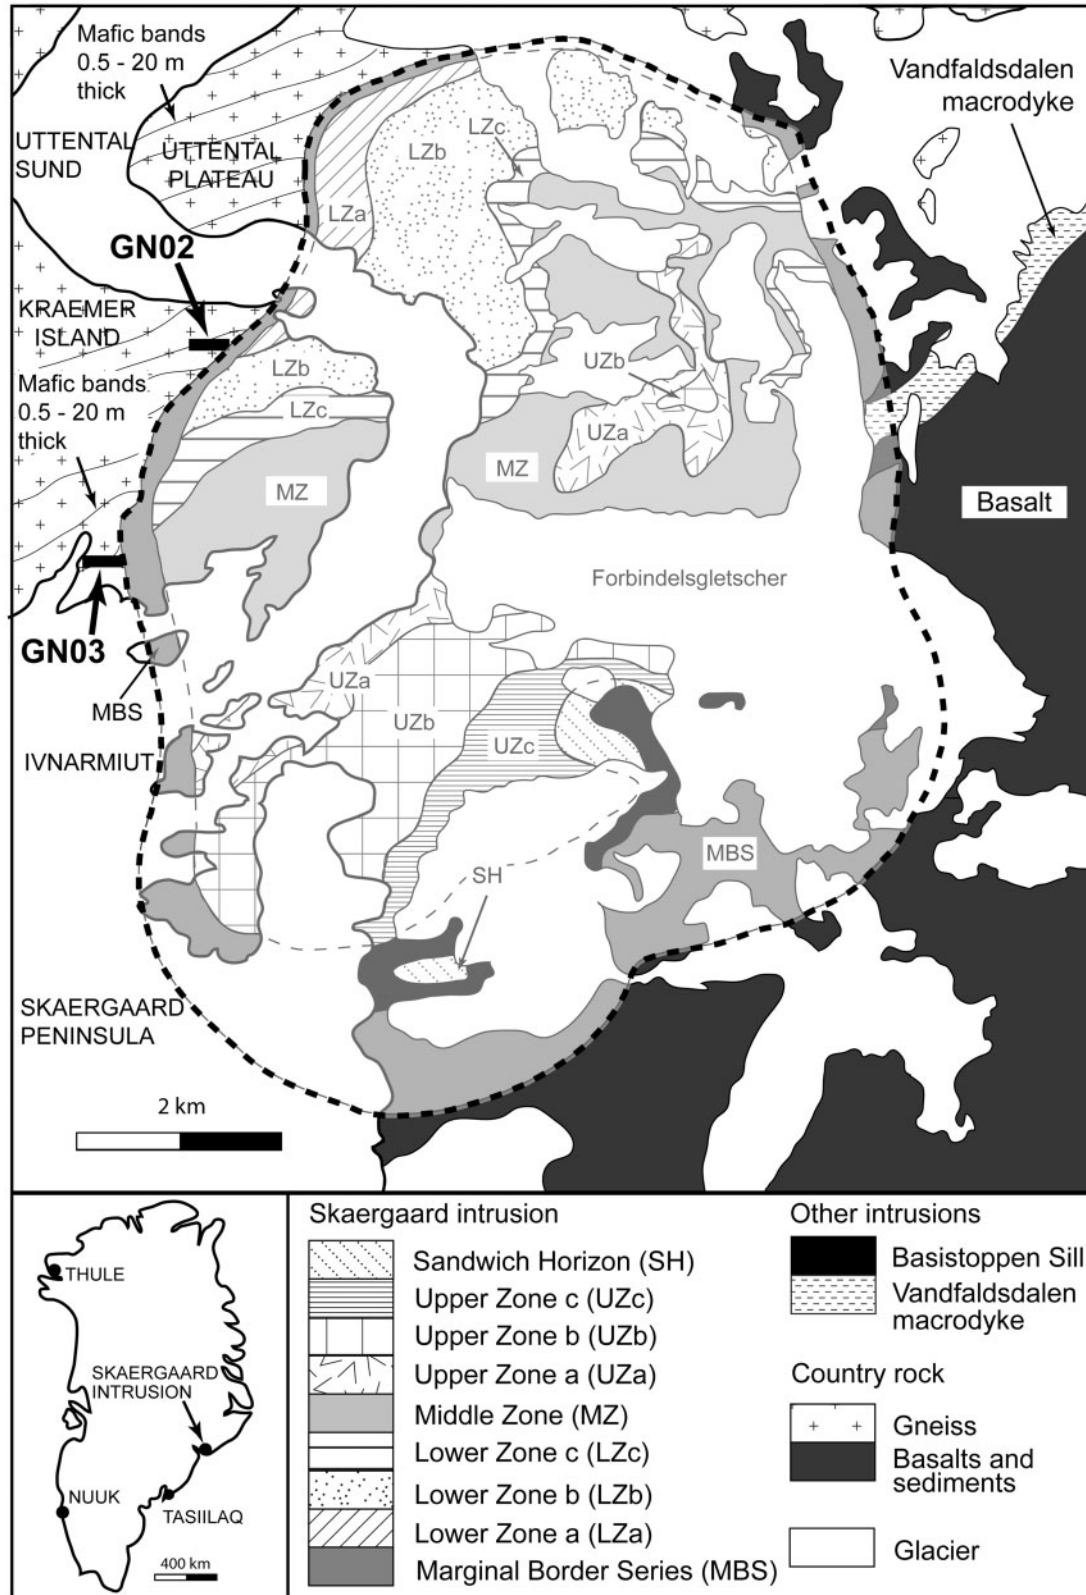 Mafic bands
0.5 - 20 m
thick
UTTENTAL
SUND
UTTENTAL
PLATEAU
Vandfaldsdalen
macrodyke
LZc
LZb
LZa
GN02
KRAEMER
ISLAND
Mafic bands
0.5 - 20 m
thick
LZb
LZc
MZ
UZb
UZa
MZ
Basalt
Forbindelsgletscher
GN03
MBS
IVNARMIUT
UZa
UZb
UZc
MBS
SH
SKAERGAARD
PENINSULA
2 km
THULE
SKAERGAARD
INTRUSION
NUUK
TASIILAQ
400 km
Skaergaard intrusion
Sandwich Horizon (SH)
Upper Zone c (UZc)
Upper Zone b (UZb)
Upper Zone a (UZa)
Middle Zone (MZ)
Lower Zone c (LZc)
Lower Zone b (LZb)
Lower Zone a (LZa)
Marginal Border Series (MBS)
Other intrusions
Basistoppen Sill
Vandfaldsdalen
macrodyke
Country rock
Gneiss
Basalts and
sediments
Glacier